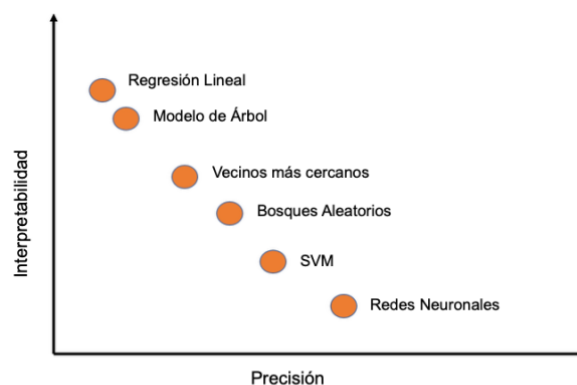 Regresión Lineal
Modelo de Árbol
Vecinos más cercanos
Bosques Aleatorios
SVM
Redes Neuronales
Interpretabilidad
Precisión